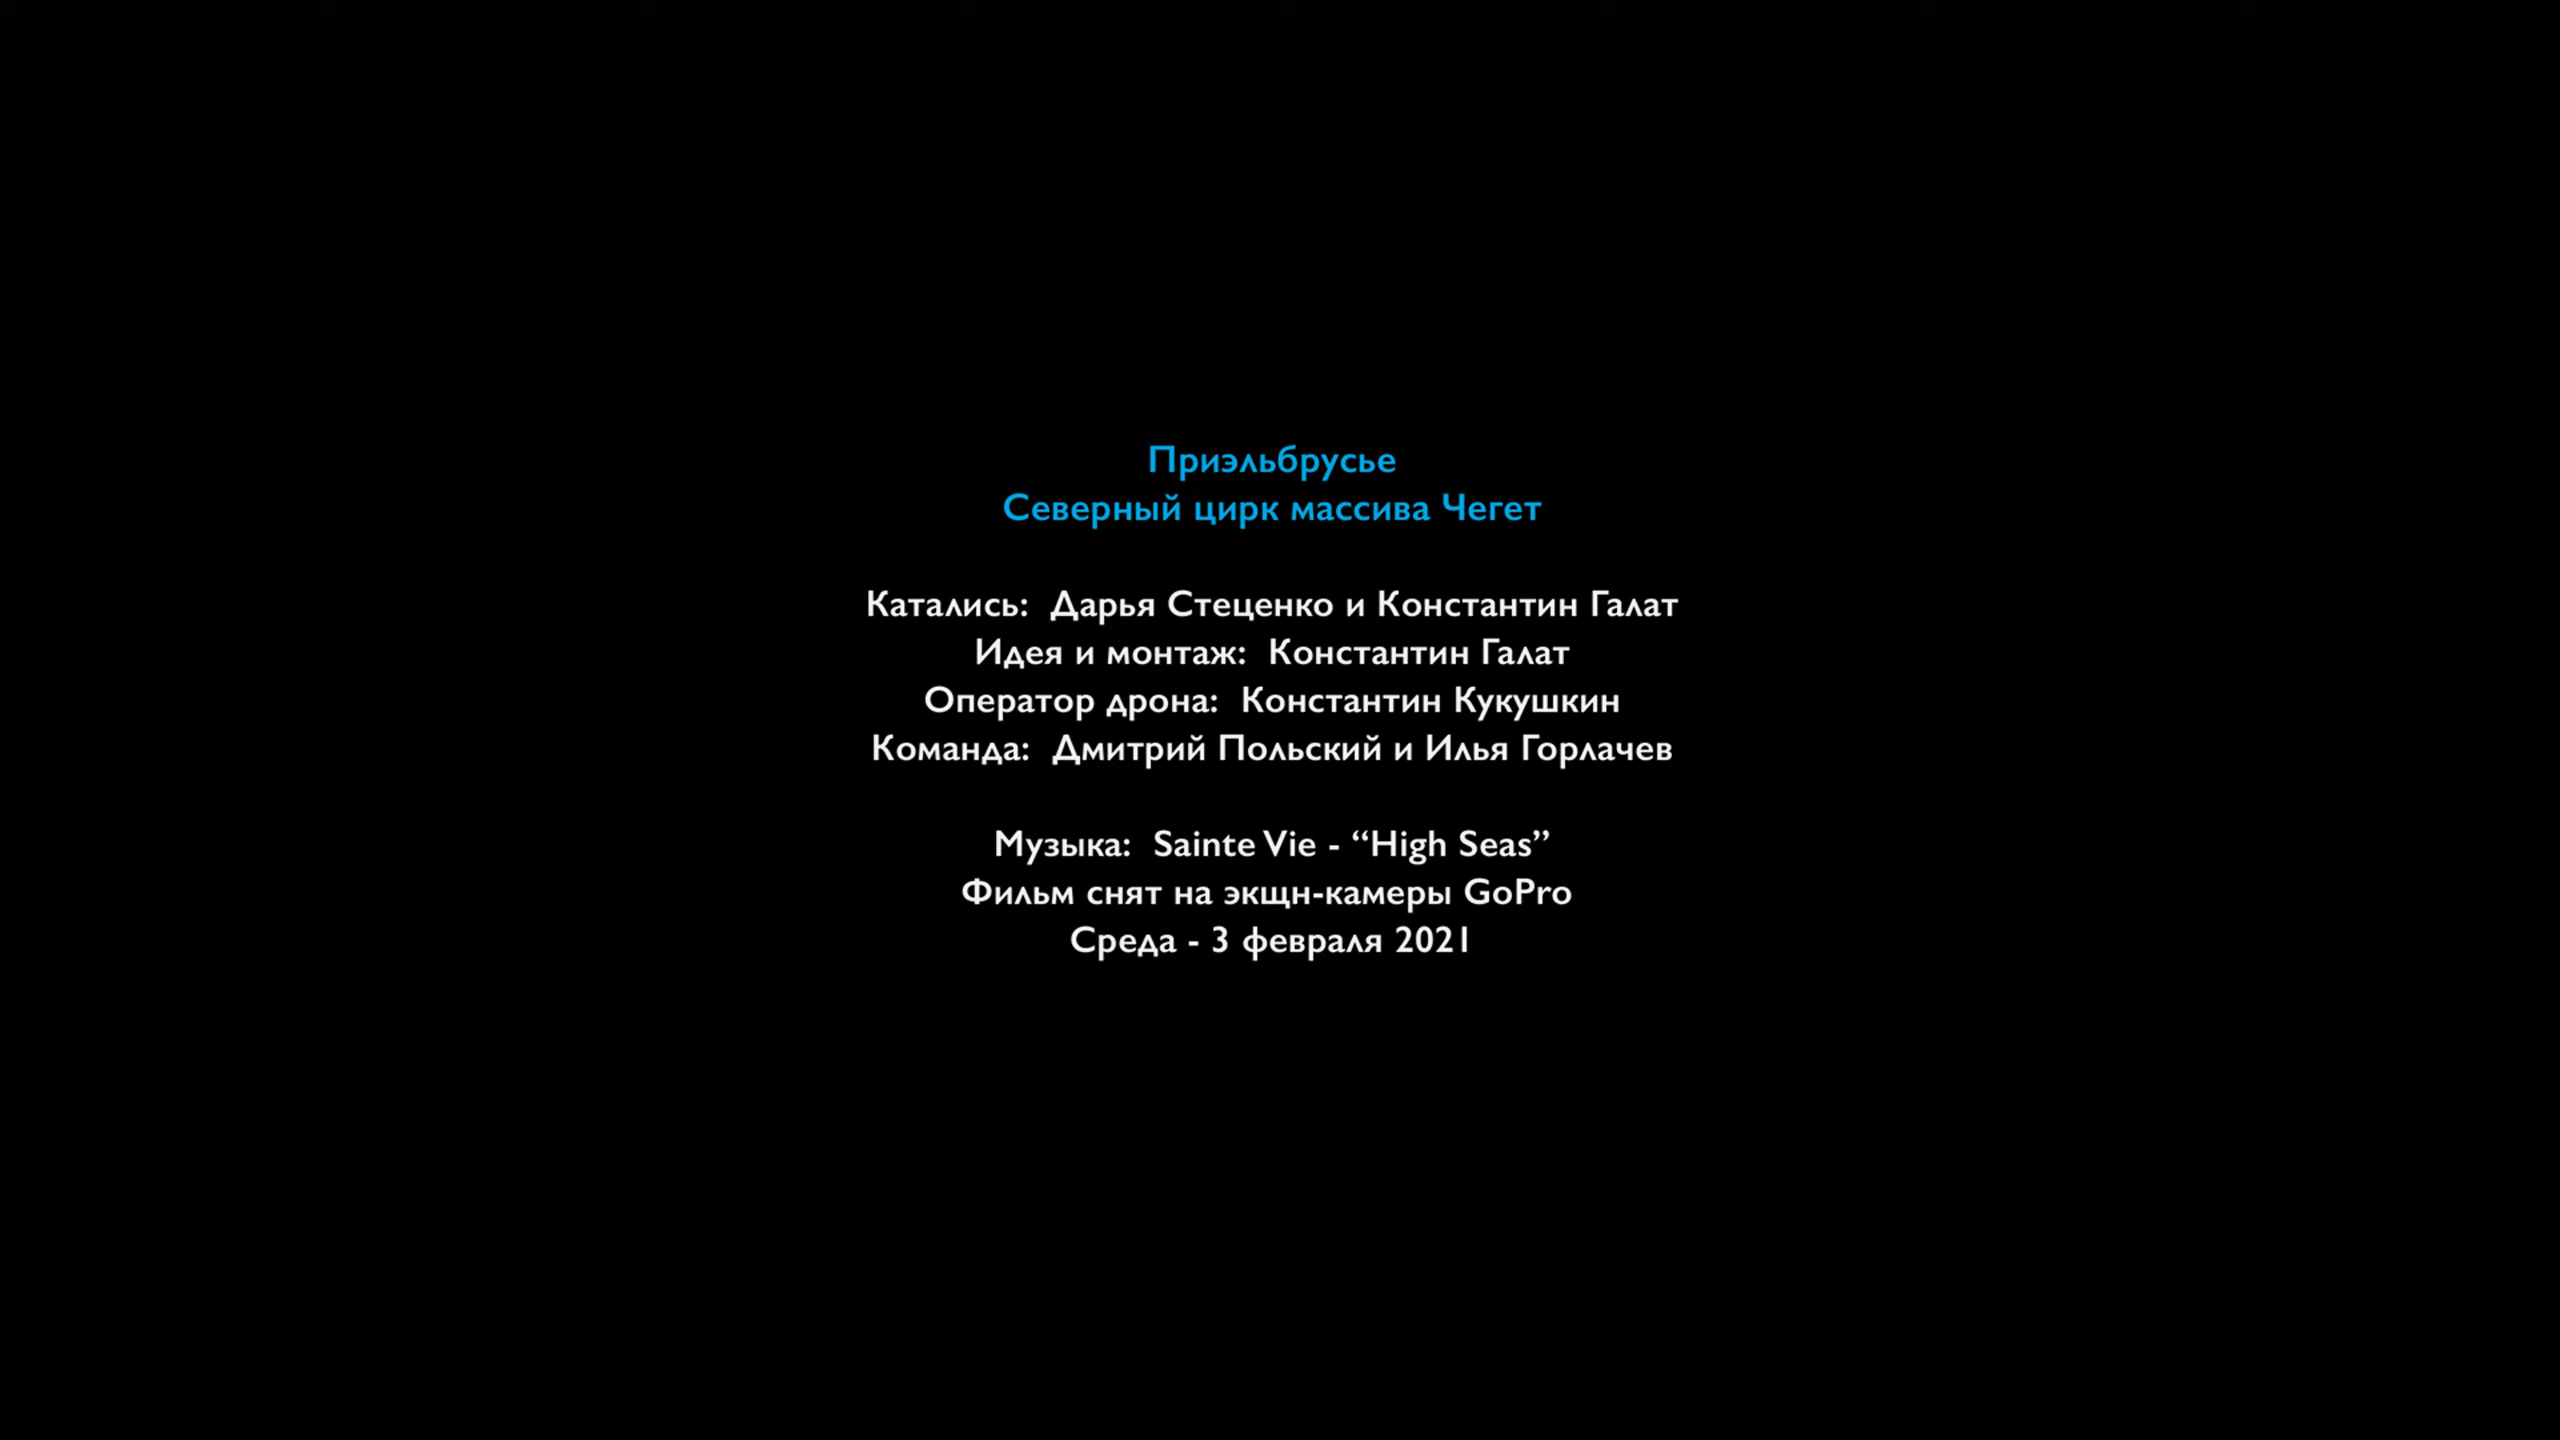 Приэльбрусье
Северный цирк массива Чегет
Катались: Дарья Стеценко и Константин Галат
Идея и монтаж: Константин Галат
Оператор дрона: Константин Кукушкин
Команда: Дмитрий Польский и Илья Горлачев
Музыка: Sainte Vie - “High Seas”
Фильм снят на экщн-камеры GoPro
Среда - 3 февраля 2021